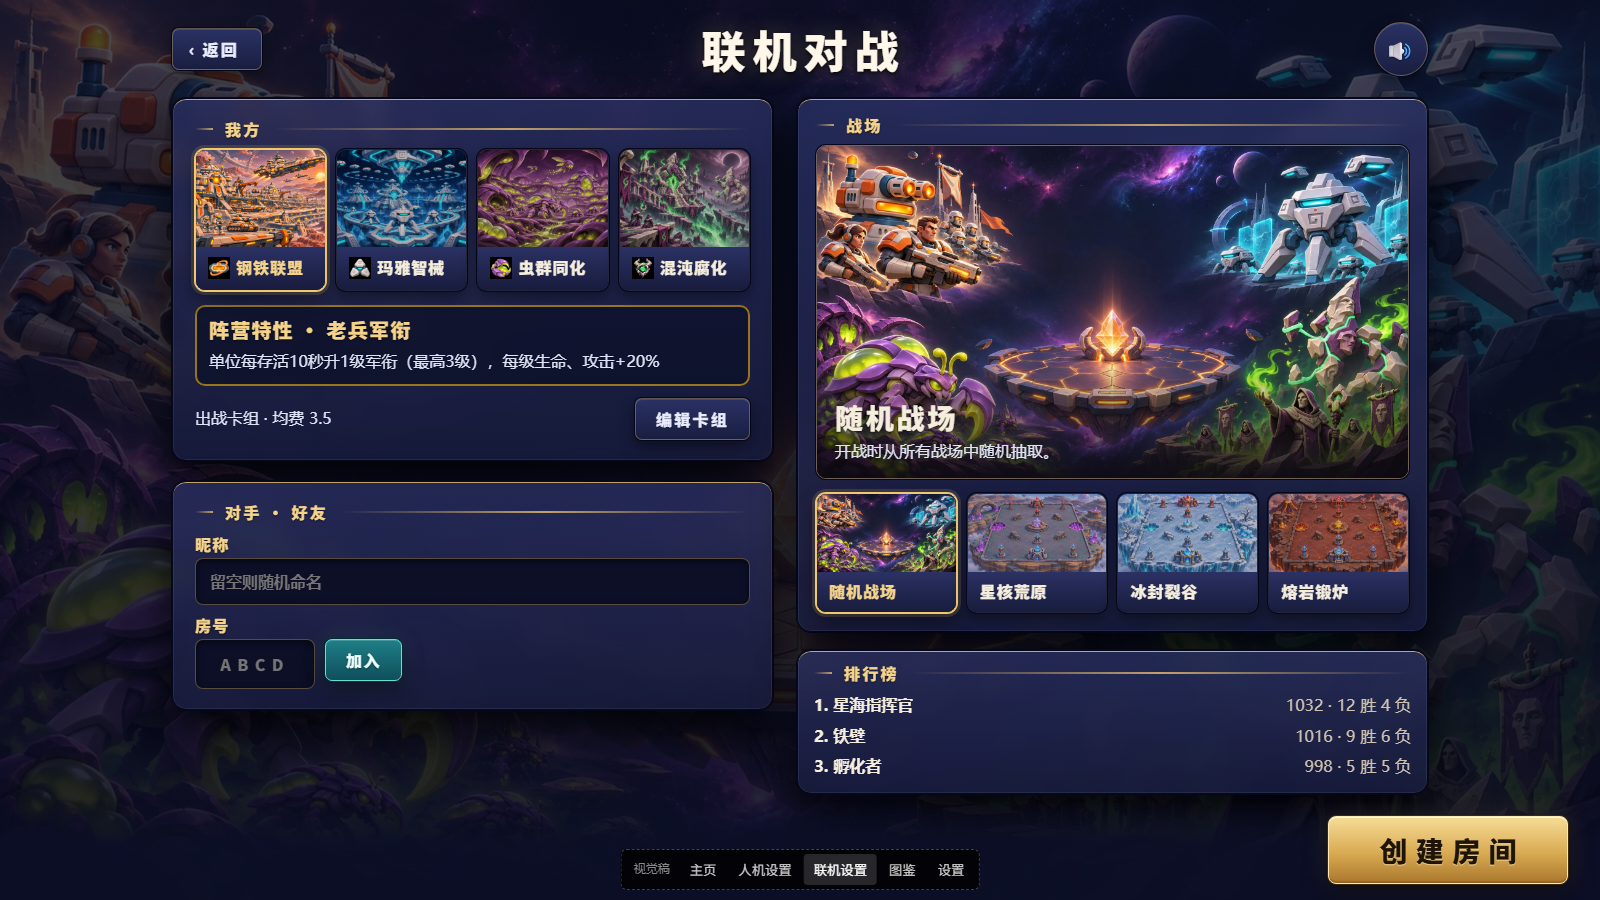 ‹ 返回
联机对战
我方
钢铁联盟
玛雅智械
虫群同化
混沌腐化
阵营特性 · 老兵军衔
单位每存活10秒升1级军衔（最高3级），每级生命、攻击+20%
出战卡组 · 均费 3.5
编辑卡组
对手 · 好友
昵称
留空则随机命名
房号
ABCD
加入
战场
随机战场
开战时从所有战场中随机抽取。
随机战场
星核荒原
冰封裂谷
熔岩锻炉
排行榜
1. 星海指挥官 1032 · 12 胜 4 负
2. 铁壁 1016 · 9 胜 6 负
3. 孵化者 998 · 5 胜 5 负
创建房间
视觉稿 主页 人机设置 联机设置 图鉴 设置